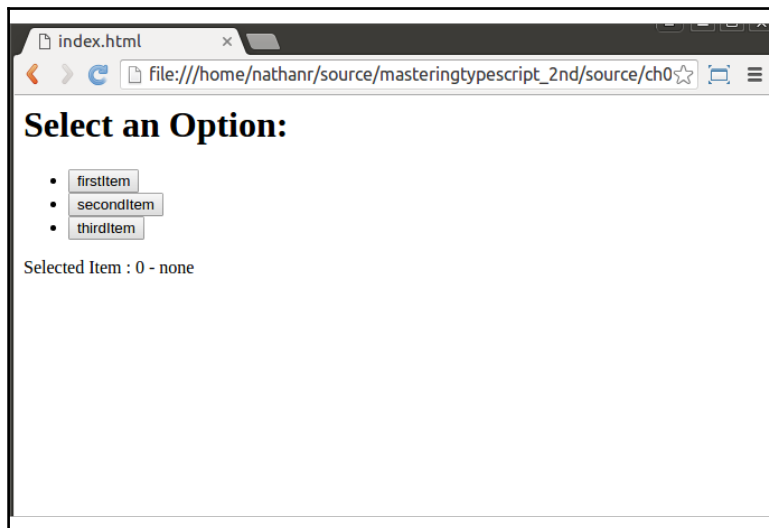 index.html
file:///home/nathanr/source/masteringtypescript_2nd/source/ch0
Select an Option:
firstItem
secondItem
thirdItem
Selected Item : 0 - none